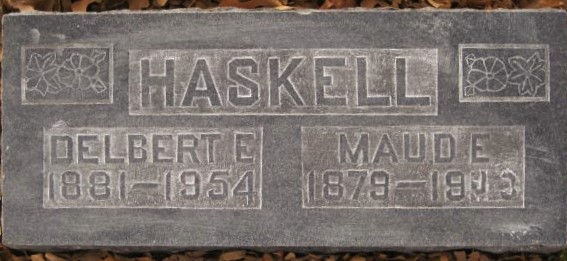 HASKELL
DELBERT E
1881-1954
MAUD E
1879